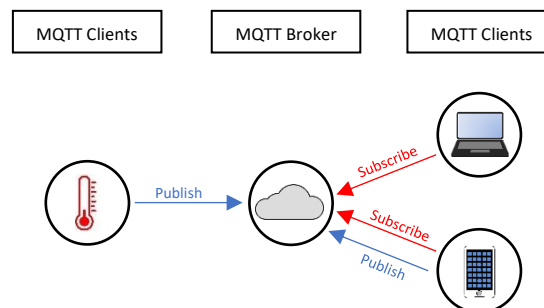 MQTT Clients
MQTT Broker
MQTT Clients
Publish
Subscribe
Subscribe
Publish